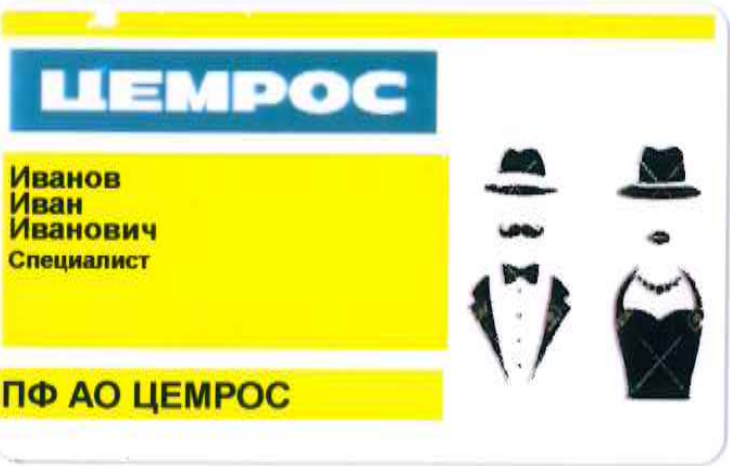 ЦЕМРОС
Иванов
Иван
Иванович
Специалист
ПФ АО ЦЕМРОС